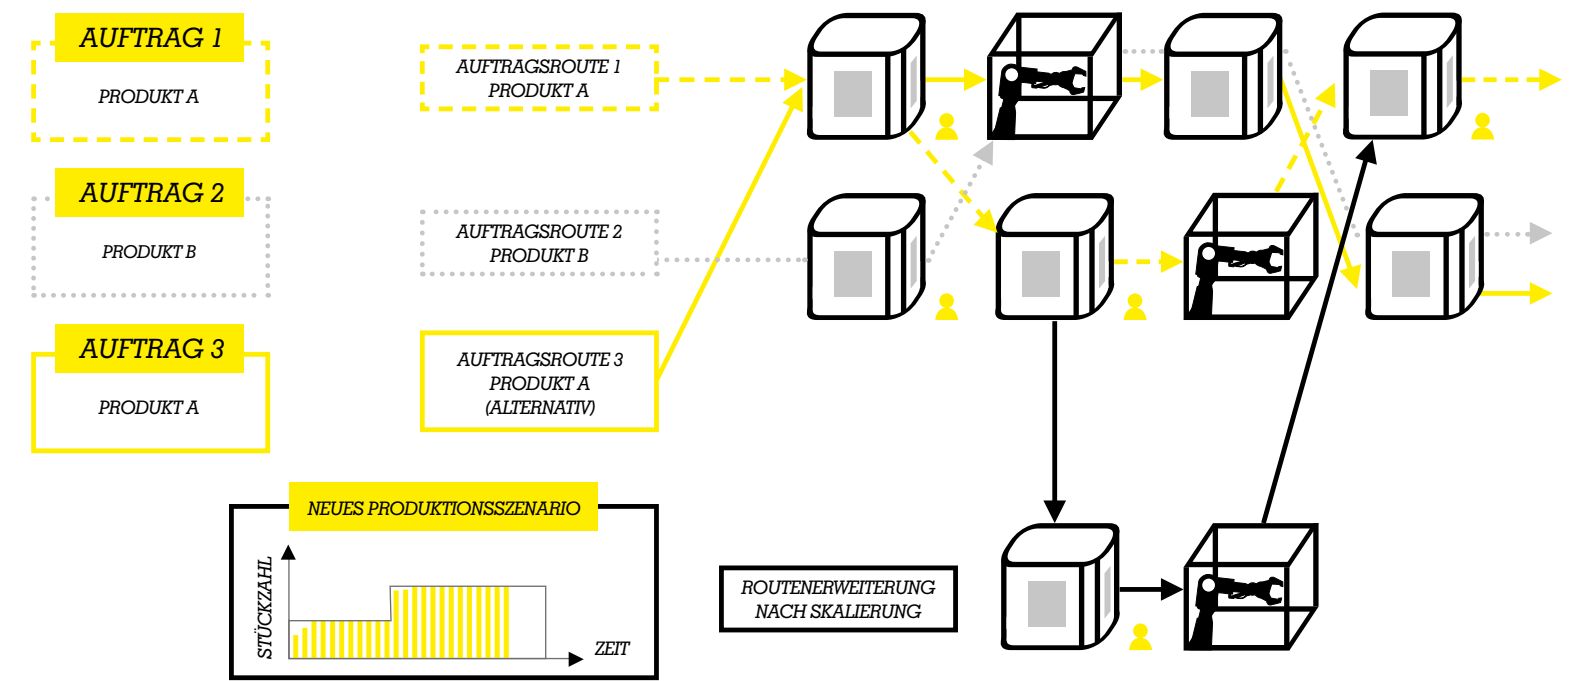 AUFTRAG 1
PRODUKT A
AUFTRAG 2
PRODUKT B
AUFTRAG 3
PRODUKT A
AUFTRAGSROUTE 1
PRODUKT A
AUFTRAGSROUTE 2
PRODUKT B
AUFTRAGSROUTE 3
PRODUKT A
(ALTERNATIV)
NEUES PRODUKTIONSSZENARIO
STÜCKZAHL
ZEIT
ROUTENERWEITERUNG
NACH SKALIERUNG